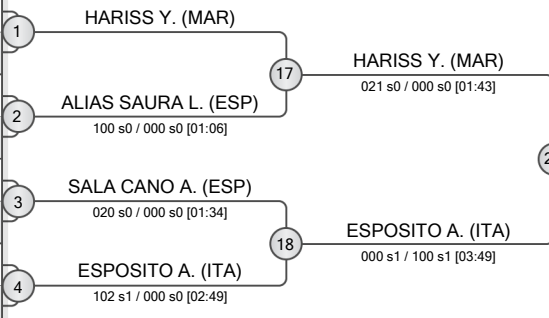 1
HARISS Y. (MAR)
17
HARISS Y. (MAR)
021 s0 / 000 s0 [01:43]
2
ALIAS SAURA L. (ESP)
100 s0 / 000 s0 [01:06]
3
SALA CANO A. (ESP)
020 s0 / 000 s0 [01:34]
18
ESPOSITO A. (ITA)
000 s1 / 100 s1 [03:49]
4
ESPOSITO A. (ITA)
102 s1 / 000 s0 [02:49]